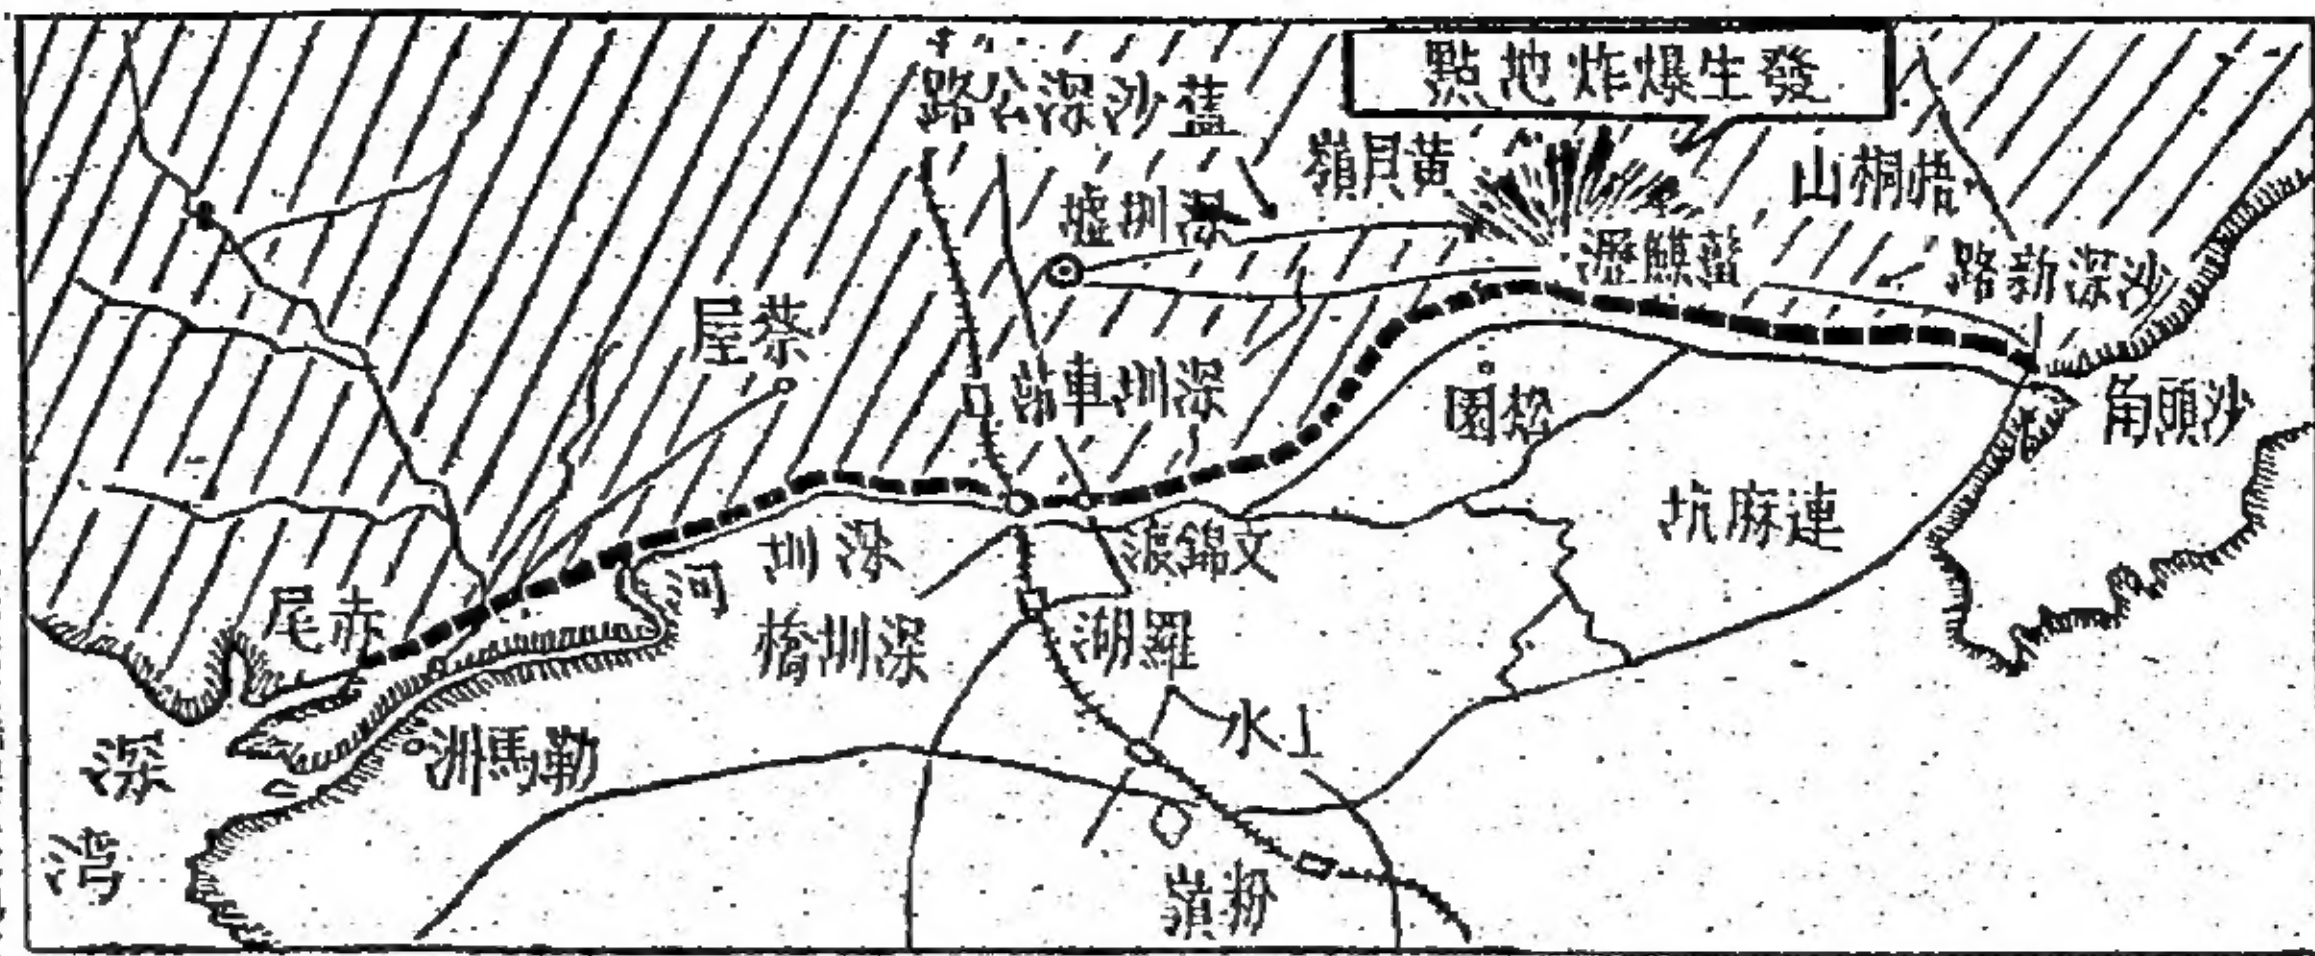 發生爆炸地點
舊沙深公路
黃貝嶺
梧桐山
深圳墟
沙深新路
深圳車站
沙頭角
松園
連麻坑
深圳河
文錦渡
赤尾
深圳橋
羅湖
上水
勒馬洲
深灣
粉嶺